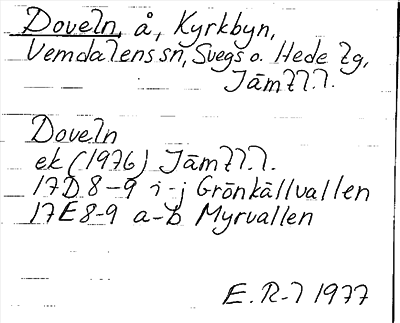 Doveln, å, Kyrkbyn,
Vemdalens sn, Svegs o. Hede tg,
Jämtl.l.
Doveln
ek (1976) Jämtl.l.
17D 8-9 i-j Grönkällvallen
17E 8-9 a-b Myrvallen
E. R-l 1977